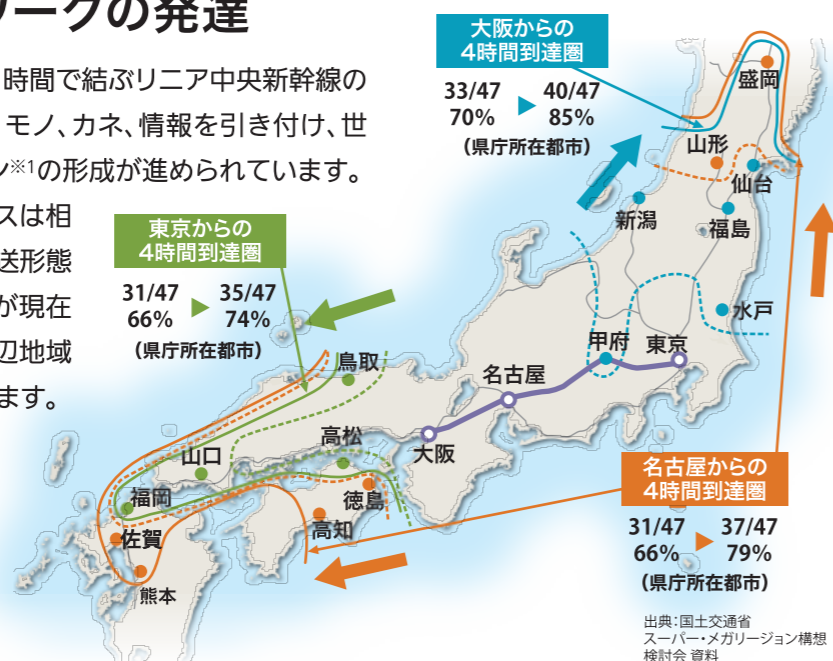 ワークの発達
時間で結ぶリニア中央新幹線の
モノ、カネ、情報を引き付け、世
ン※1の形成が進められています。
スは相
送形態
が現在
辺地域
ます。
大阪からの
4時間到達圏
33/47 ▶ 40/47
70% 85%
(県庁所在都市)
東京からの
4時間到達圏
31/47 ▶ 35/47
66% 74%
(県庁所在都市)
盛岡
山形
仙台
新潟
福島
水戸
甲府
東京
名古屋
大阪
鳥取
高松
山口
徳島
福岡
高知
佐賀
熊本
名古屋からの
4時間到達圏
31/47 ▶ 37/47
66% 79%
(県庁所在都市)
出典:国土交通省
スーパー・メガリージョン構想
検討会 資料